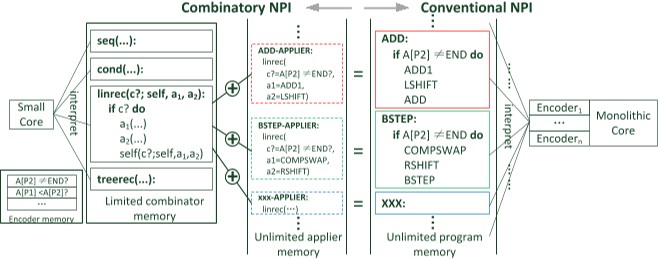 Combinatory NPI
Conventional NPI
seq(...):
cond(...):
linrec(c?; self, a1, a2):
if c? do
a1(...)
a2(...)
self(c?;self,a1,a2)
treerec(...):
Limited combinator
memory
Small
Core
interpret
A[P2] ≠END?
A[P1] <A[P2]?
...
Encoder memory
ADD-APPLIER:
linrec(
c?=A[P2] ≠END?,
a1=ADD1,
a2=LSHIFT)
BSTEP-APPLIER:
linrec(
c?=A[P2] ≠END?,
a1=COMPSWAP,
a2=RSHIFT)
xxx-APPLIER:
linrec(...)
Unlimited applier
memory
=
=
=
ADD:
if A[P2] ≠END do
ADD1
LSHIFT
ADD
BSTEP:
if A[P2] ≠END do
COMPSWAP
RSHIFT
BSTEP
XXX:
Unlimited program
memory
interpret
Encoder1
...
Encodern
Monolithic
Core